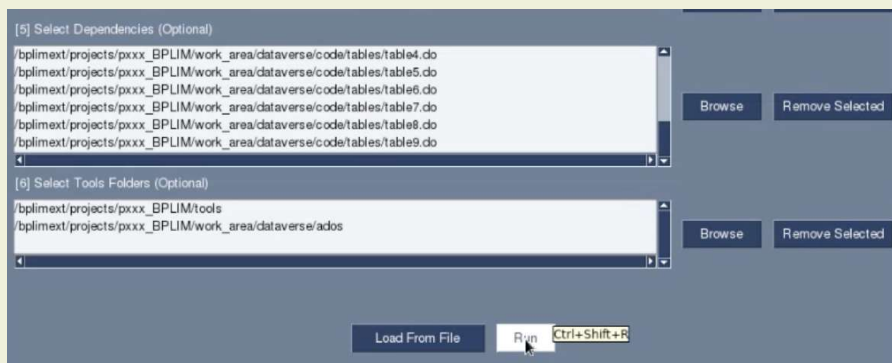 [5] Select Dependencies (Optional)
/bplimext/projects/pxxx_BPLIM/work_area/dataverse/code/tables/table4.do
/bplimext/projects/pxxx_BPLIM/work_area/dataverse/code/tables/table5.do
/bplimext/projects/pxxx_BPLIM/work_area/dataverse/code/tables/table6.do
/bplimext/projects/pxxx_BPLIM/work_area/dataverse/code/tables/table7.do
/bplimext/projects/pxxx_BPLIM/work_area/dataverse/code/tables/table8.do
/bplimext/projects/pxxx_BPLIM/work_area/dataverse/code/tables/table9.do
Browse Remove Selected
[6] Select Tools Folders (Optional)
/bplimext/projects/pxxx_BPLIM/tools
/bplimext/projects/pxxx_BPLIM/work_area/dataverse/ados
Browse Remove Selected
Load From File Run Ctrl+Shift+R